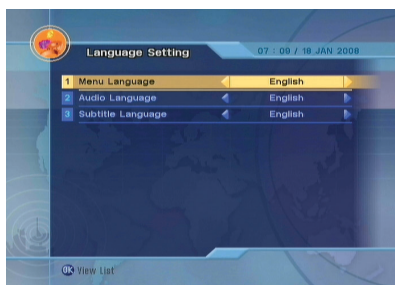 Language Setting
07 : 09 / 18 JAN 2008
1 Menu Language English
2 Audio Language English
3 Subtitle Language English
OK View List